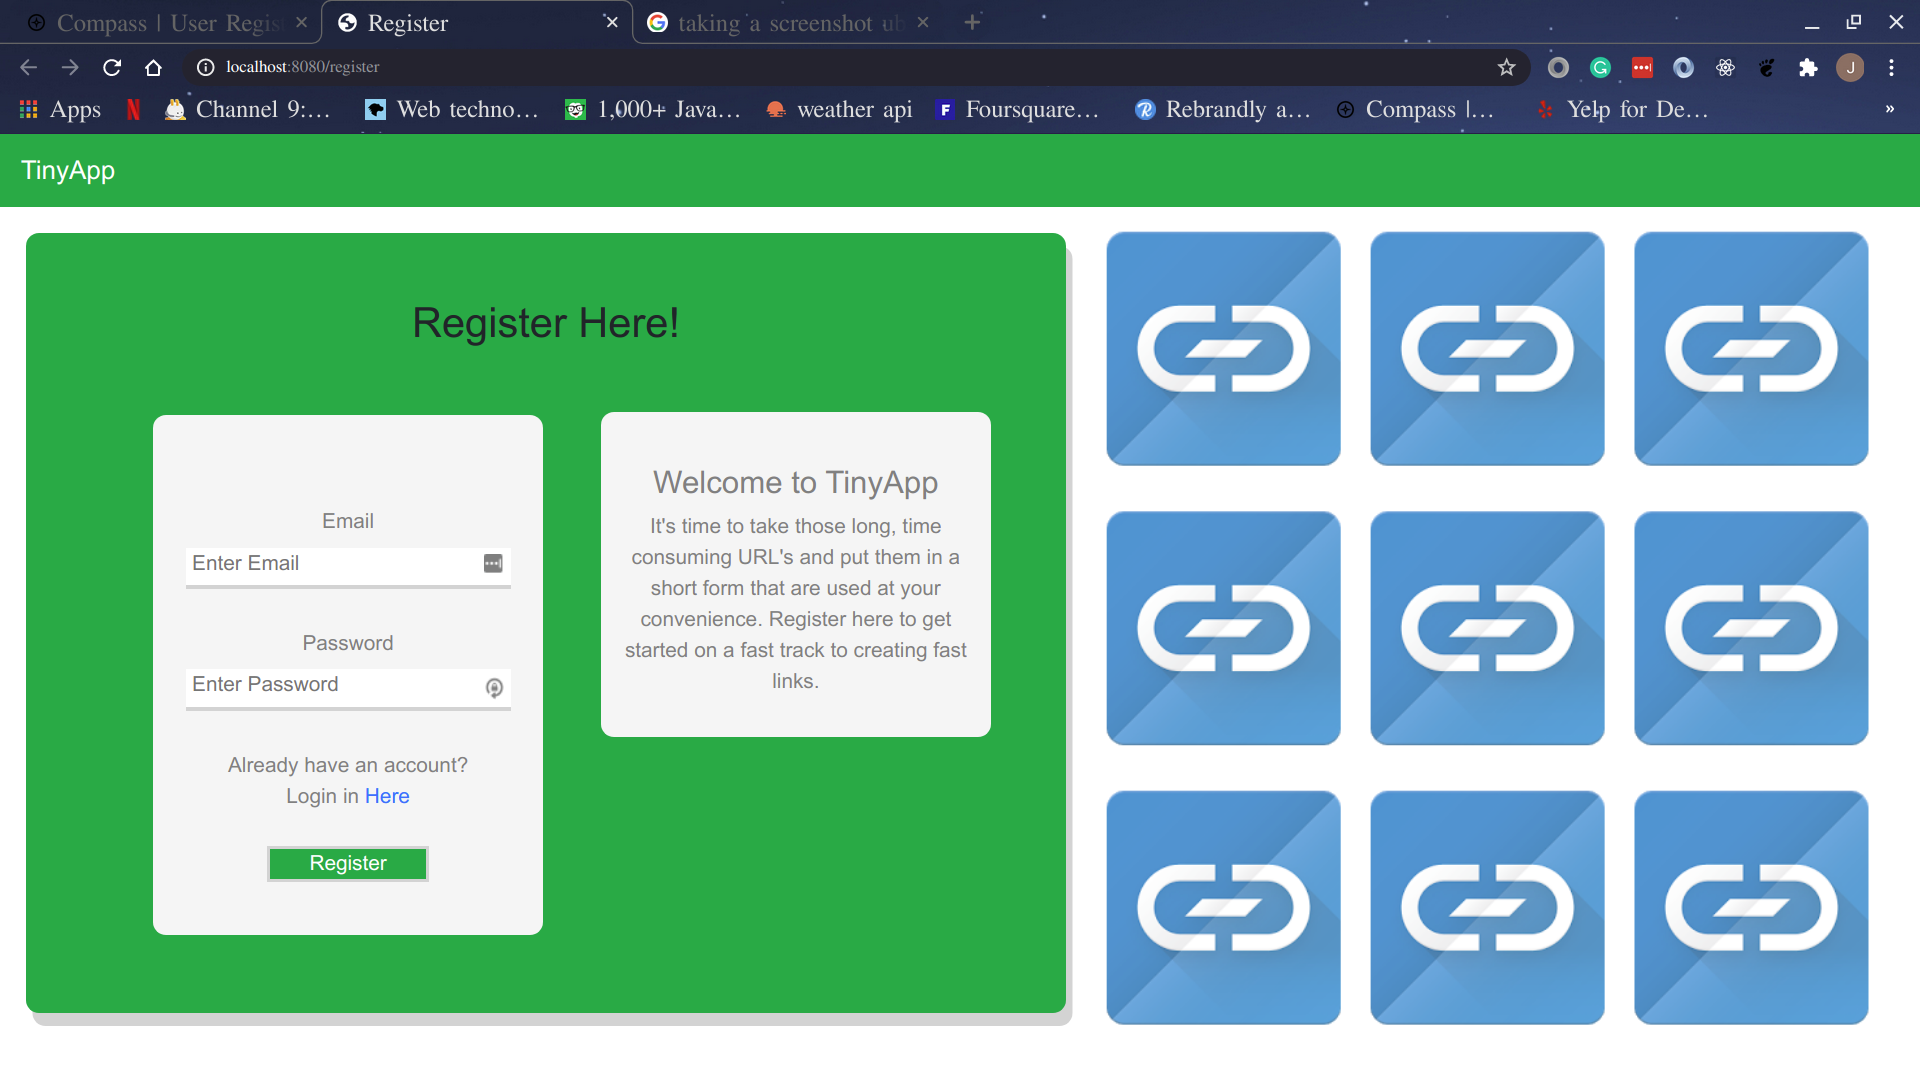 Compass | User Regis
Register
taking a screenshot ub
localhost:8080/register
J
Apps
Channel 9:...
Web techno...
1,000+ Java...
weather api
F
Foursquare...
Rebrandly a...
Compass |...
Yelp for De...
»
TinyApp
Register Here!
Email
Enter Email
Password
Enter Password
Already have an account?
Login in Here
Register
Welcome to TinyApp
It's time to take those long, time
consuming URL's and put them in a
short form that are used at your
convenience. Register here to get
started on a fast track to creating fast
links.